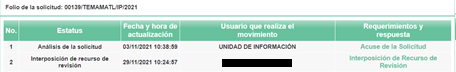 Folio de la solicitud: 00139/TEMAMATL/IP/2021
No. Estatus Fecha y hora de actualización Usuario que realiza el movimiento Requerimientos y respuesta
1 Análisis de la solicitud 03/11/2021 10:38:59 UNIDAD DE INFORMACIÓN Acuse de la Solicitud
2 Interposición de recurso de revisión 29/11/2021 10:24:57 Interposición de Recurso de Revisión